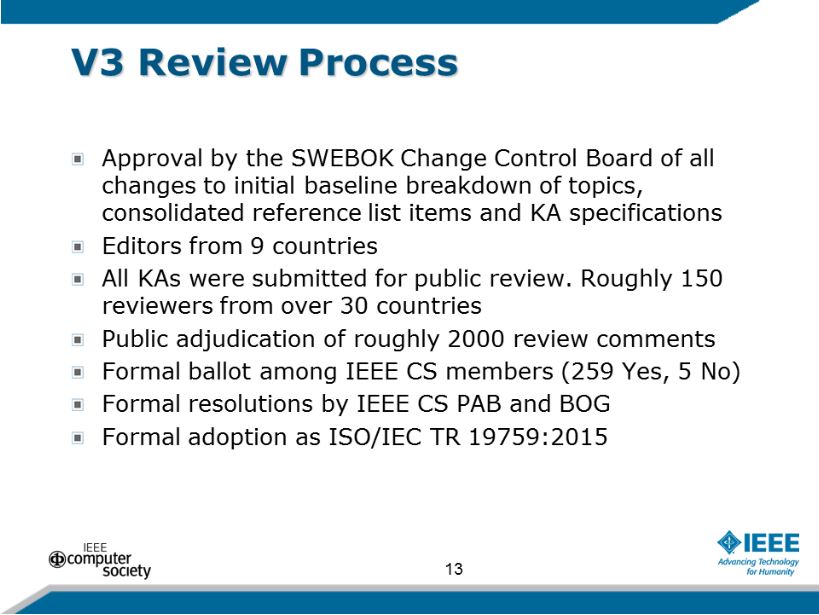 V3 Review Process
Approval by the SWEBOK Change Control Board of all
changes to initial baseline breakdown of topics,
consolidated reference list items and KA specifications
Editors from 9 countries
All KAs were submitted for public review. Roughly 150
reviewers from over 30 countries
Public adjudication of roughly 2000 review comments
Formal ballot among IEEE CS members (259 Yes, 5 No)
Formal resolutions by IEEE CS PAB and BOG
Formal adoption as ISO/IEC TR 19759:2015
IEEE
computer
society
13
IEEE
Advancing Technology
for Humanity